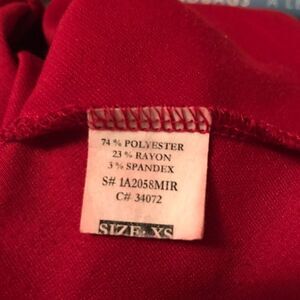 74 % POLYESTER
23 % RAYON
3 % SPANDEX
S# 1A2058MIR
C# 34072
SIZE: XS